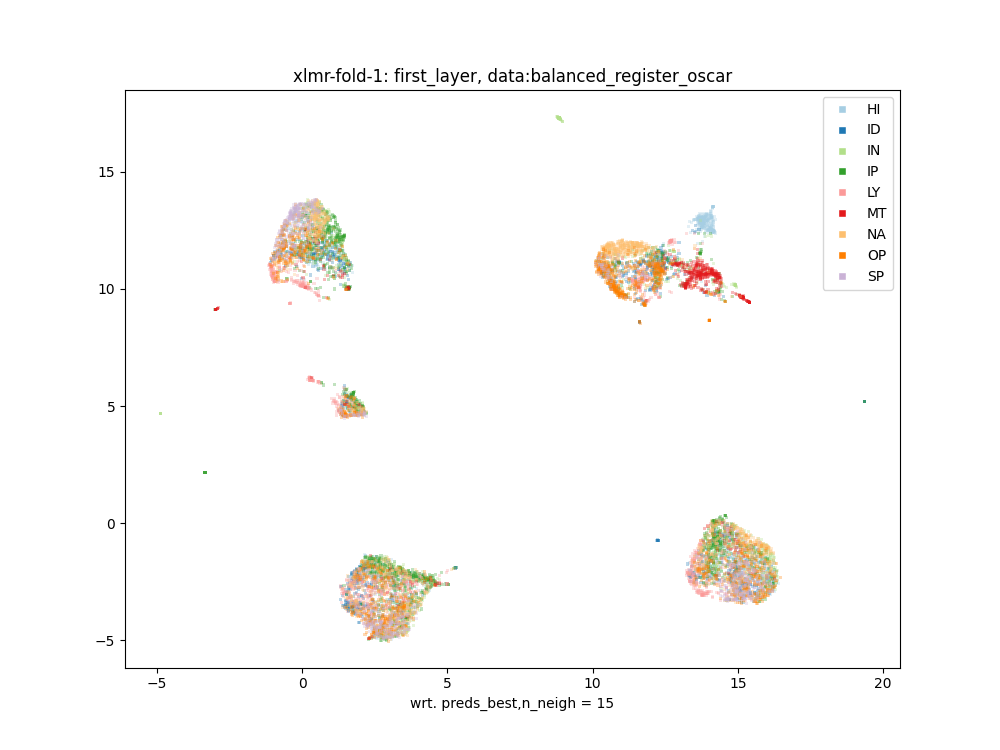 xlmr-fold-1: first_layer, data:balanced_register_oscar
HI
ID
IN
IP
LY
MT
NA
OP
SP
15
10
5
0
−5
−5
0
5
10
15
20
wrt. preds_best,n_neigh = 15